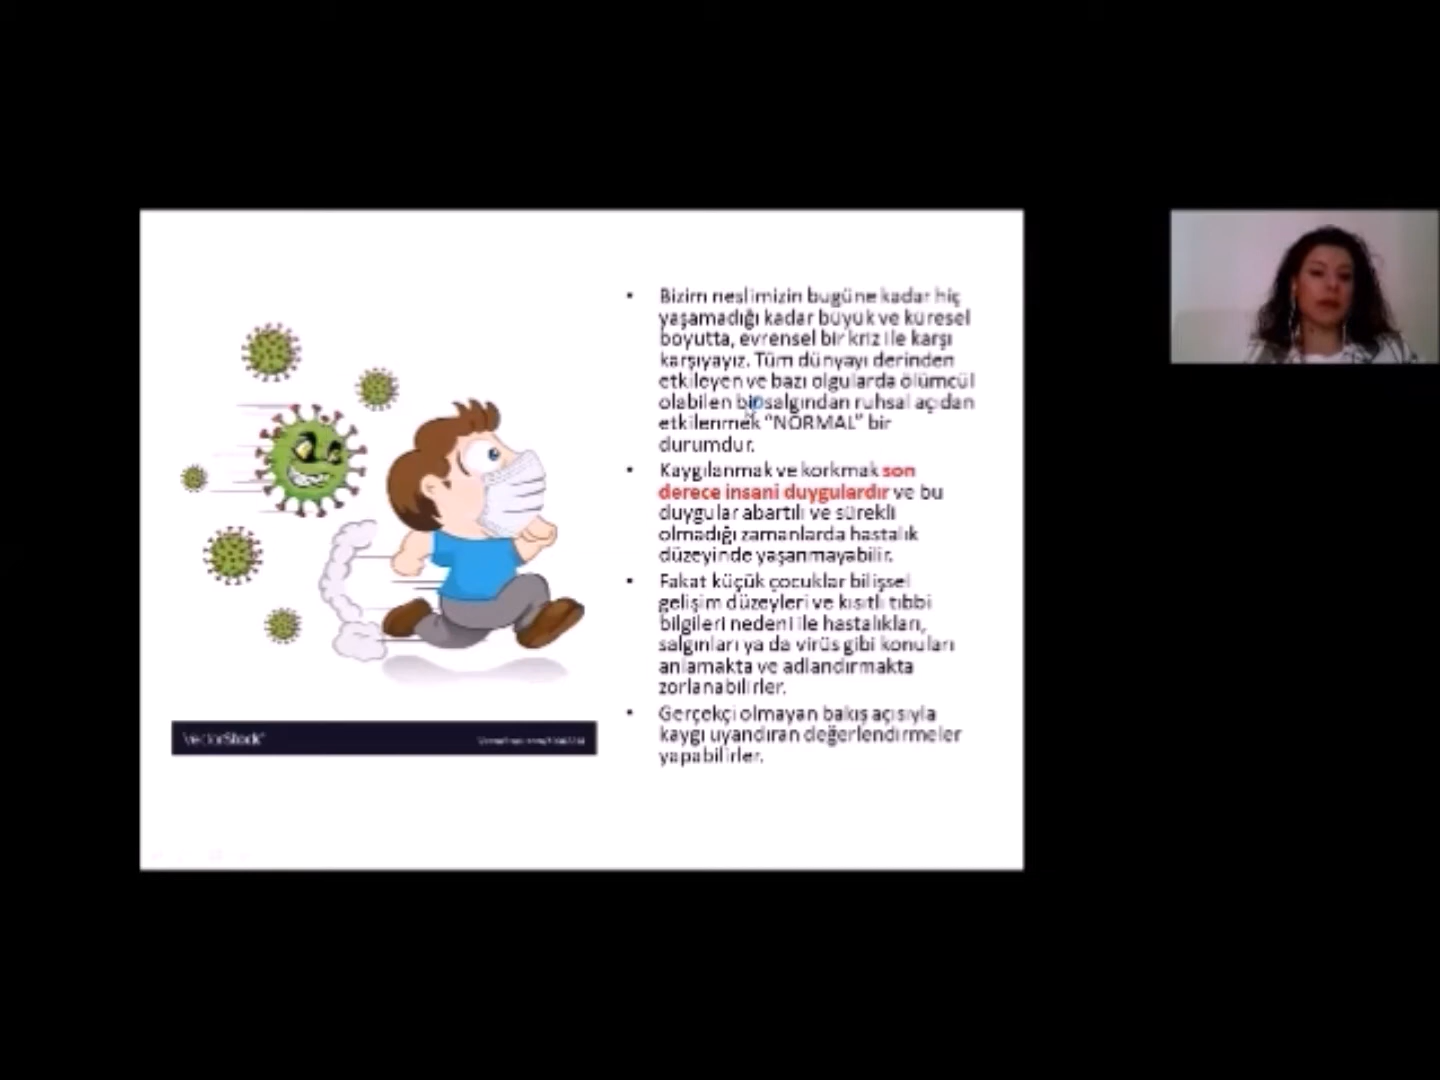 Bizim neslimizin bugüne kadar hiç
yaşamadığı kadar büyük ve küresel
boyutta, evrensel bir kriz ile karşı
karşıyayız. Tüm dünyayı derinden
etkileyen ve bazı olgularda ölümcül
olabilen bir salgından ruhsal açıdan
etkilenmek “NORMAL” bir
durumdur.
Kaygılanmak ve korkmak son
derece insani duygulardır ve bu
duygular abartılı ve sürekli
olmadığı zamanlarda hastalık
düzeyinde yaşanmayabilir.
Fakat küçük çocuklar bilişsel
gelişim düzeyleri ve kısıtlı tıbbi
bilgileri nedeni ile hastalıkları,
salgınları ya da virüs gibi konuları
anlamakta ve adlandırmakta
zorlanabilirler.
Gerçekçi olmayan bakış açısıyla
kaygı uyandıran değerlendirmeler
yapabilirler.
VectorStock